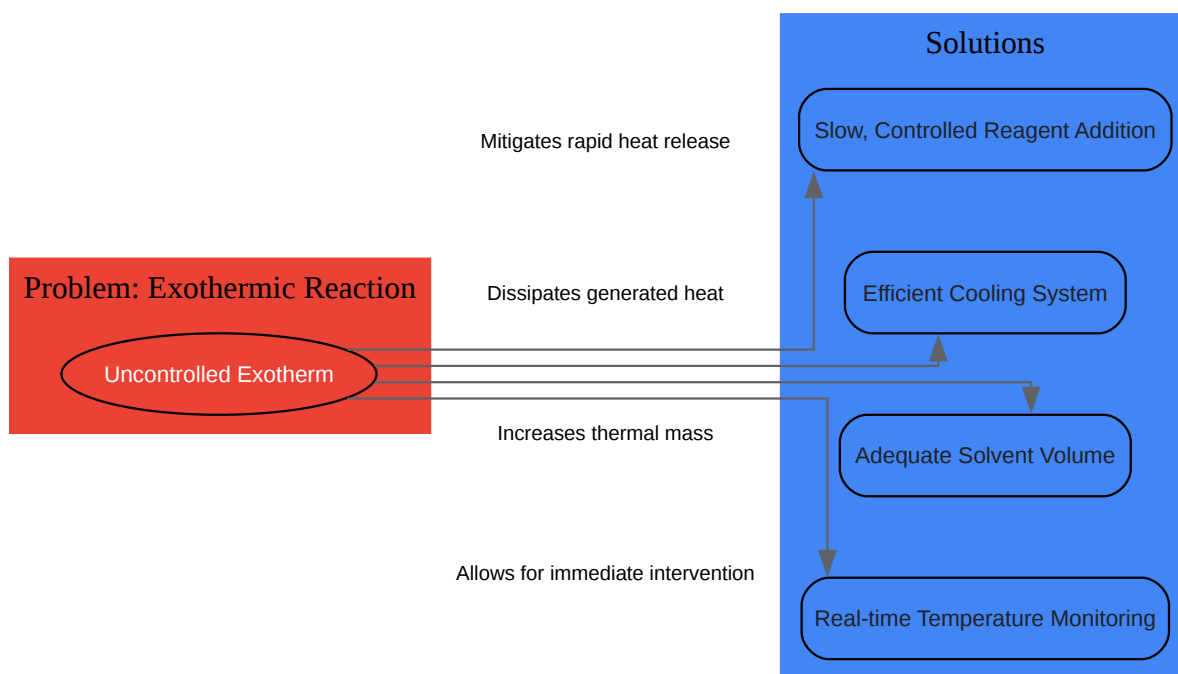 Solutions
Slow, Controlled Reagent Addition
Mitigates rapid heat release
Problem: Exothermic Reaction
Dissipates generated heat
Efficient Cooling System
Uncontrolled Exotherm
Increases thermal mass
Adequate Solvent Volume
Allows for immediate intervention
Real-time Temperature Monitoring